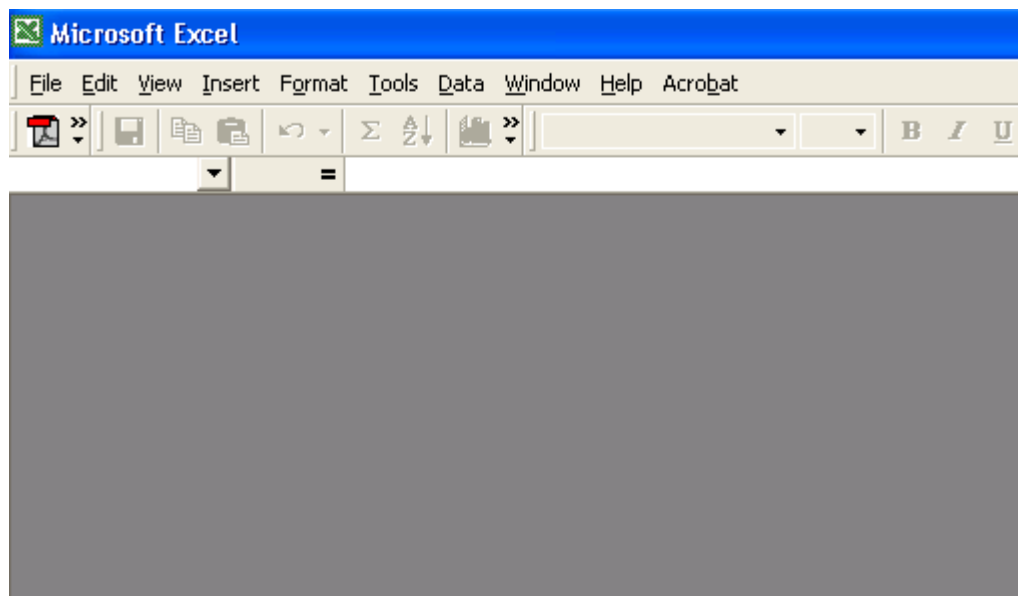 Microsoft Excel
File Edit View Insert Format Tools Data Window Help Acrobat
Σ A Z B I U
=